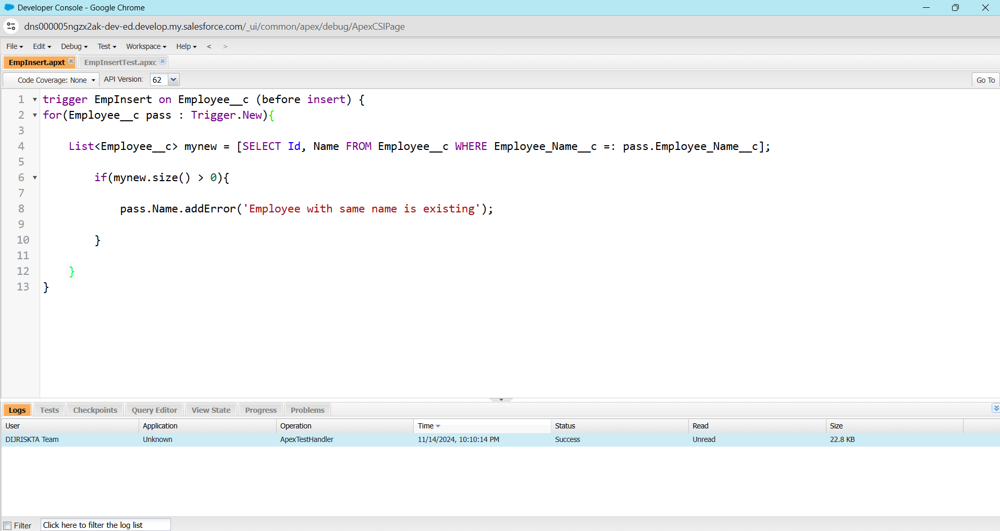 Developer Console - Google Chrome
dns000005ngzx2ak-dev-ed.develop.my.salesforce.com/_ui/common/apex/debug/ApexCSIPage
File Edit Debug Test Workspace Help < >
EmpInsert.apxt EmpInsertTest.apxc
Code Coverage: None API Version: 62 Go To
1 trigger EmpInsert on Employee__c (before insert) {
2 for(Employee__c pass : Trigger.New){
3
4 List<Employee__c> mynew = [SELECT Id, Name FROM Employee__c WHERE Employee_Name__c =: pass.Employee_Name__c];
5
6 if(mynew.size() > 0){
7
8 pass.Name.addError('Employee with same name is existing');
9
10 }
11
12 }
13 }
Logs Tests Checkpoints Query Editor View State Progress Problems
User Application Operation Time Status Read Size
DIJRISKTA Team Unknown ApexTestHandler 11/14/2024, 10:10:14 PM Success Unread 22.8 KB
Filter Click here to filter the log list